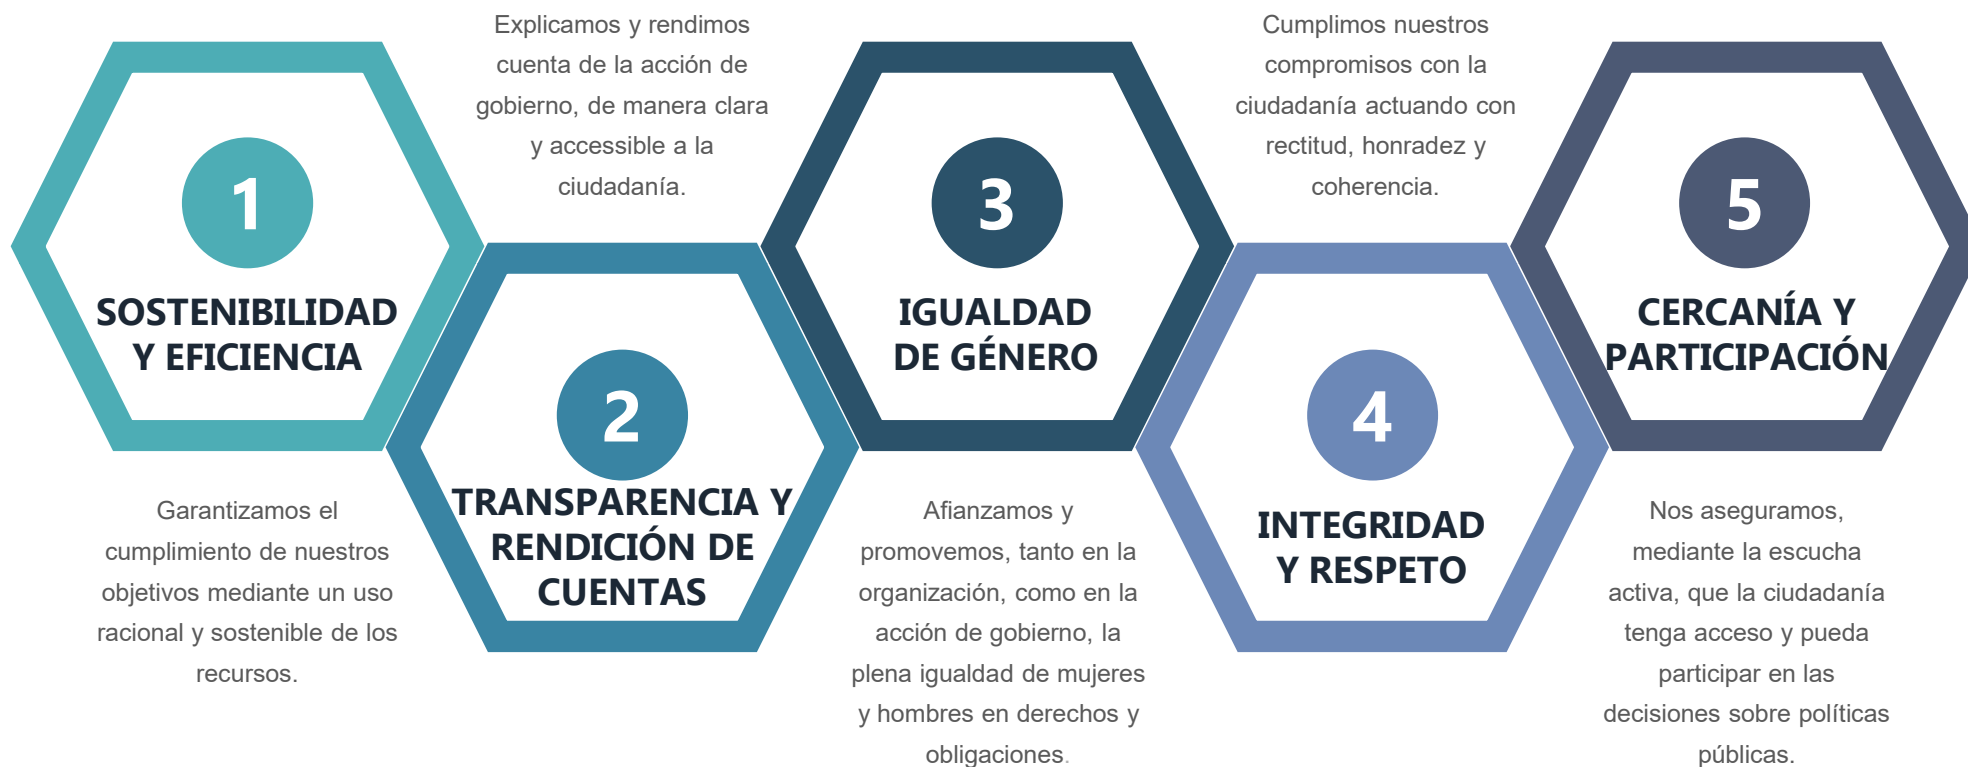 1
SOSTENIBILIDAD
Y EFICIENCIA
Garantizamos el
cumplimiento de nuestros
objetivos mediante un uso
racional y sostenible de los
recursos.
Explicamos y rendimos
cuenta de la acción de
gobierno, de manera clara
y accessible a la
ciudadanía.
2
TRANSPARENCIA Y
RENDICIÓN DE
CUENTAS
3
IGUALDAD
DE GÉNERO
Afianzamos y
promovemos, tanto en la
organización, como en la
acción de gobierno, la
plena igualdad de mujeres
y hombres en derechos y
obligaciones.
Cumplimos nuestros
compromisos con la
ciudadanía actuando con
rectitud, honradez y
coherencia.
4
INTEGRIDAD
Y RESPETO
5
CERCANÍA Y
PARTICIPACIÓN
Nos aseguramos,
mediante la escucha
activa, que la ciudadanía
tenga acceso y pueda
participar en las
decisiones sobre políticas
públicas.